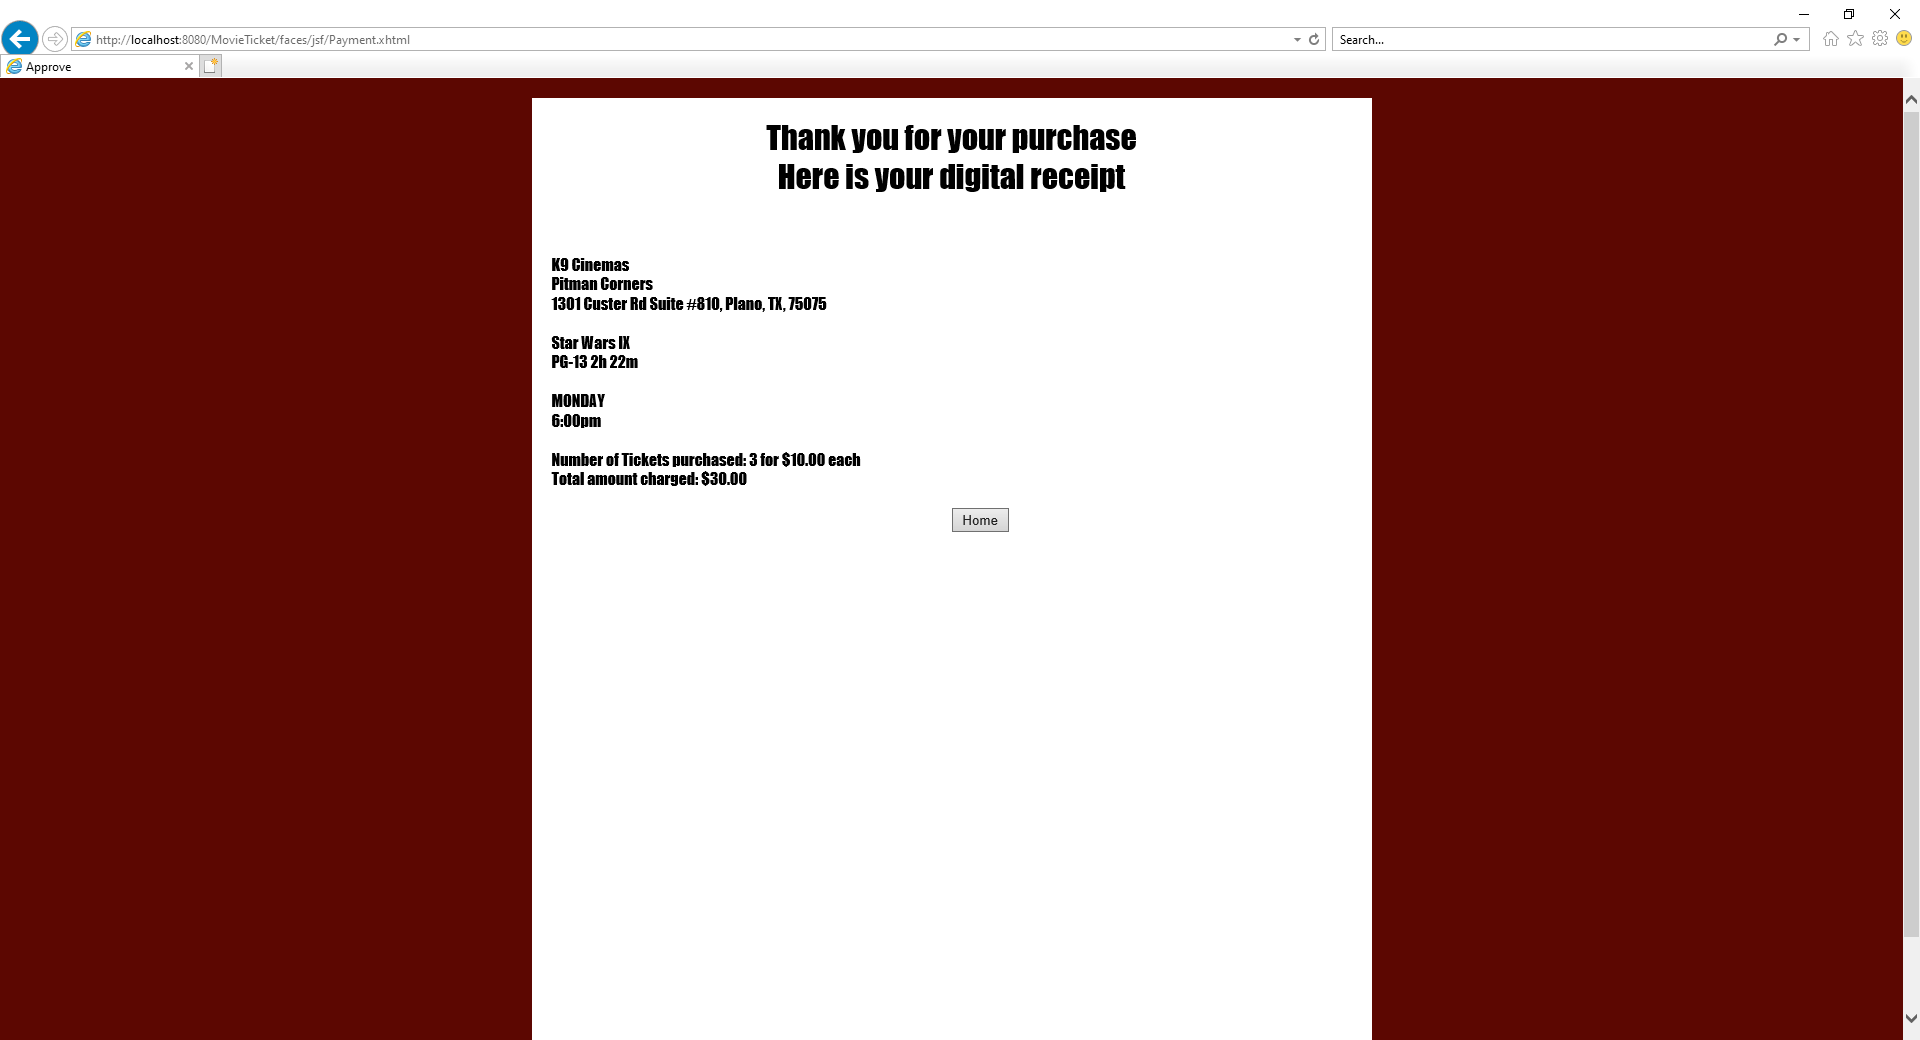 http://localhost:8080/MovieTicket/faces/jsf/Payment.xhtml
Search...
Approve
Thank you for your purchase
Here is your digital receipt
K9 Cinemas
Pitman Corners
1301 Custer Rd Suite #810, Plano, TX, 75075
Star Wars IX
PG-13 2h 22m
MONDAY
6:00pm
Number of Tickets purchased: 3 for $10.00 each
Total amount charged: $30.00
Home